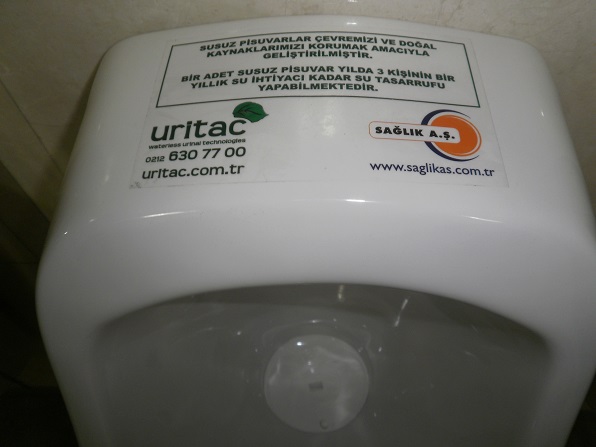 SUSUZ PİSUVARLAR ÇEVREMİZİ VE DOĞAL
KAYNAKLARIMIZI KORUMAK AMACIYLA
GELİŞTİRİLMİŞTİR.
BİR ADET SUSUZ PİSUVAR YILDA 3 KİŞİNİN BİR
YILLIK SU İHTİYACI KADAR SU TASARRUFU
YAPABİLMEKTEDİR.
uritac
waterless urinal technologies
0212 630 77 00
uritac.com.tr
SAĞLIK A.Ş.
www.saglikas.com.tr